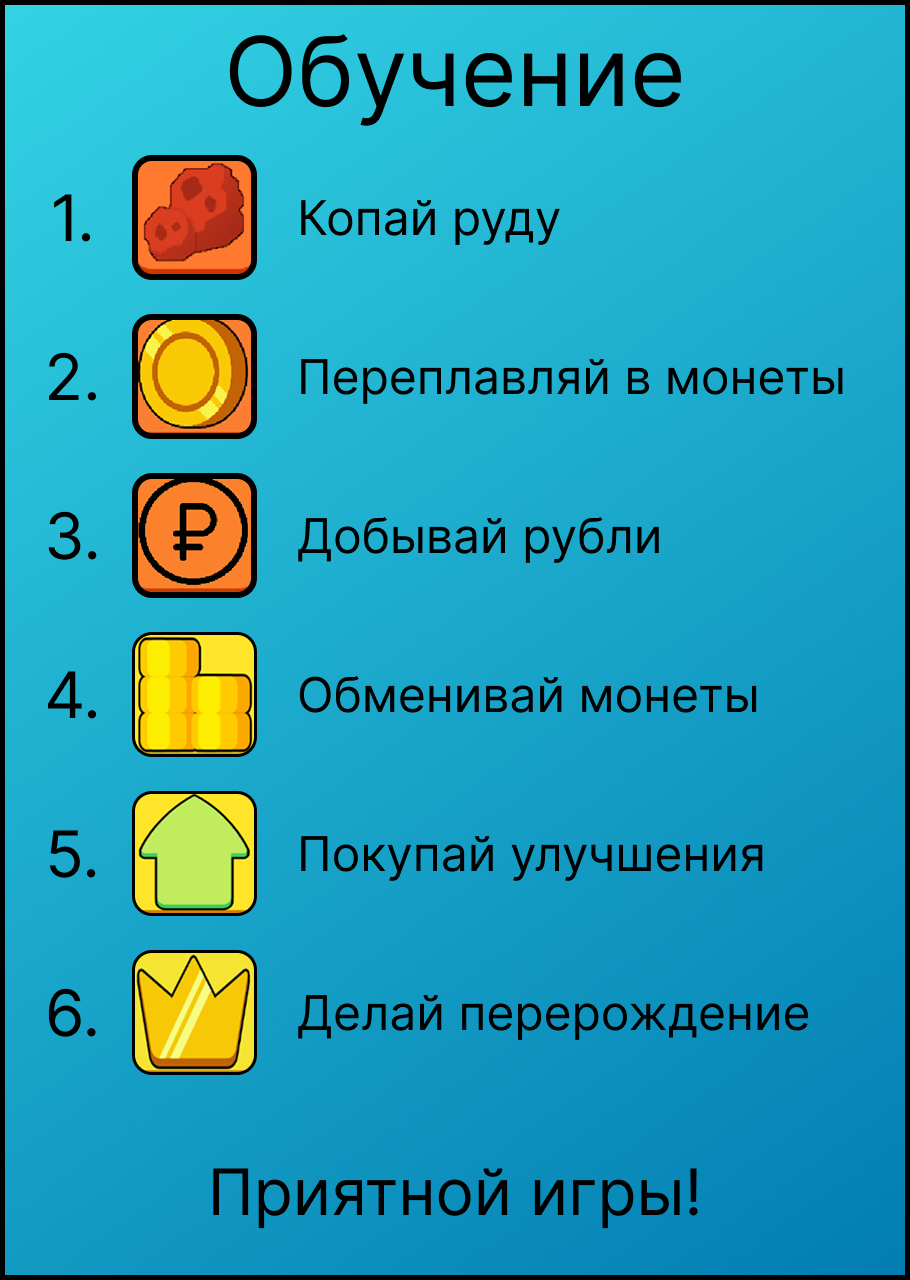 Обучение
1. Копай руду
2. Переплавляй в монеты
3. ₽ Добывай рубли
4. Обменивай монеты
5. Покупай улучшения
6. Делай перерождение
Приятной игры!